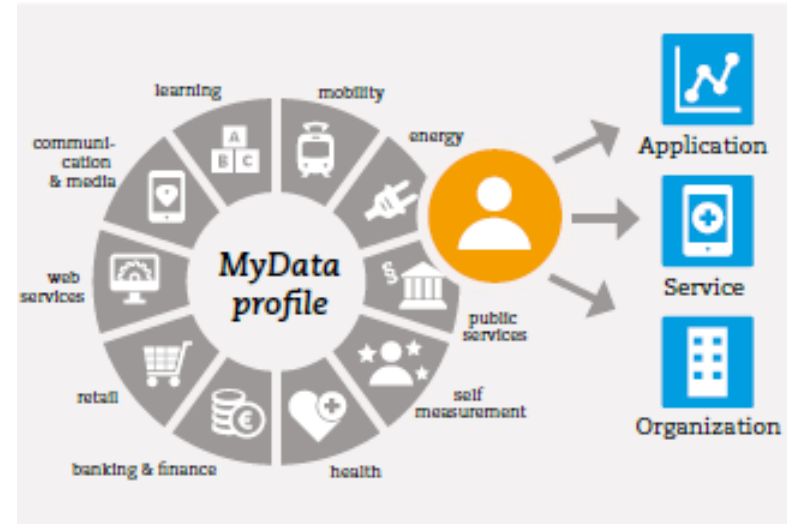 learning
mobility
communi-
cation
& media
energy
Application
A
B C
MyData
profile
§
web
services
Service
public
services
retail
self
measurement
€
Organization
banking & finance
health